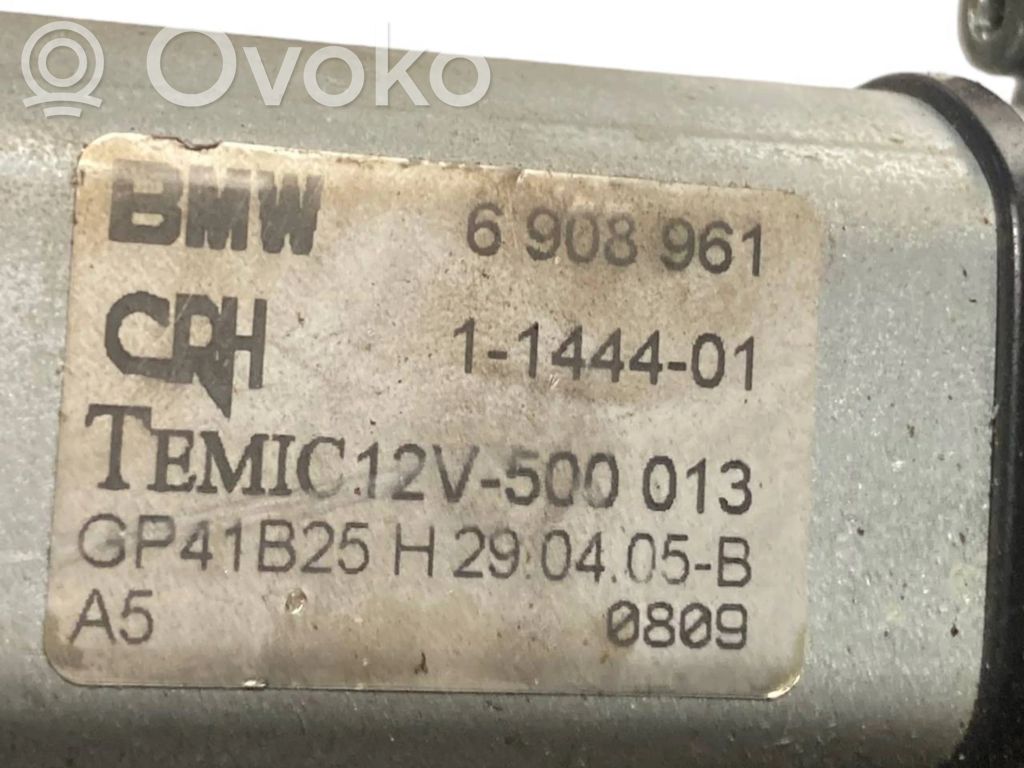 Ovoko
BMW 6 908 961
CRH 1-1444-01
TEMIC 12V-500 013
GP41B25 H 29.04.05-B
A5 0809